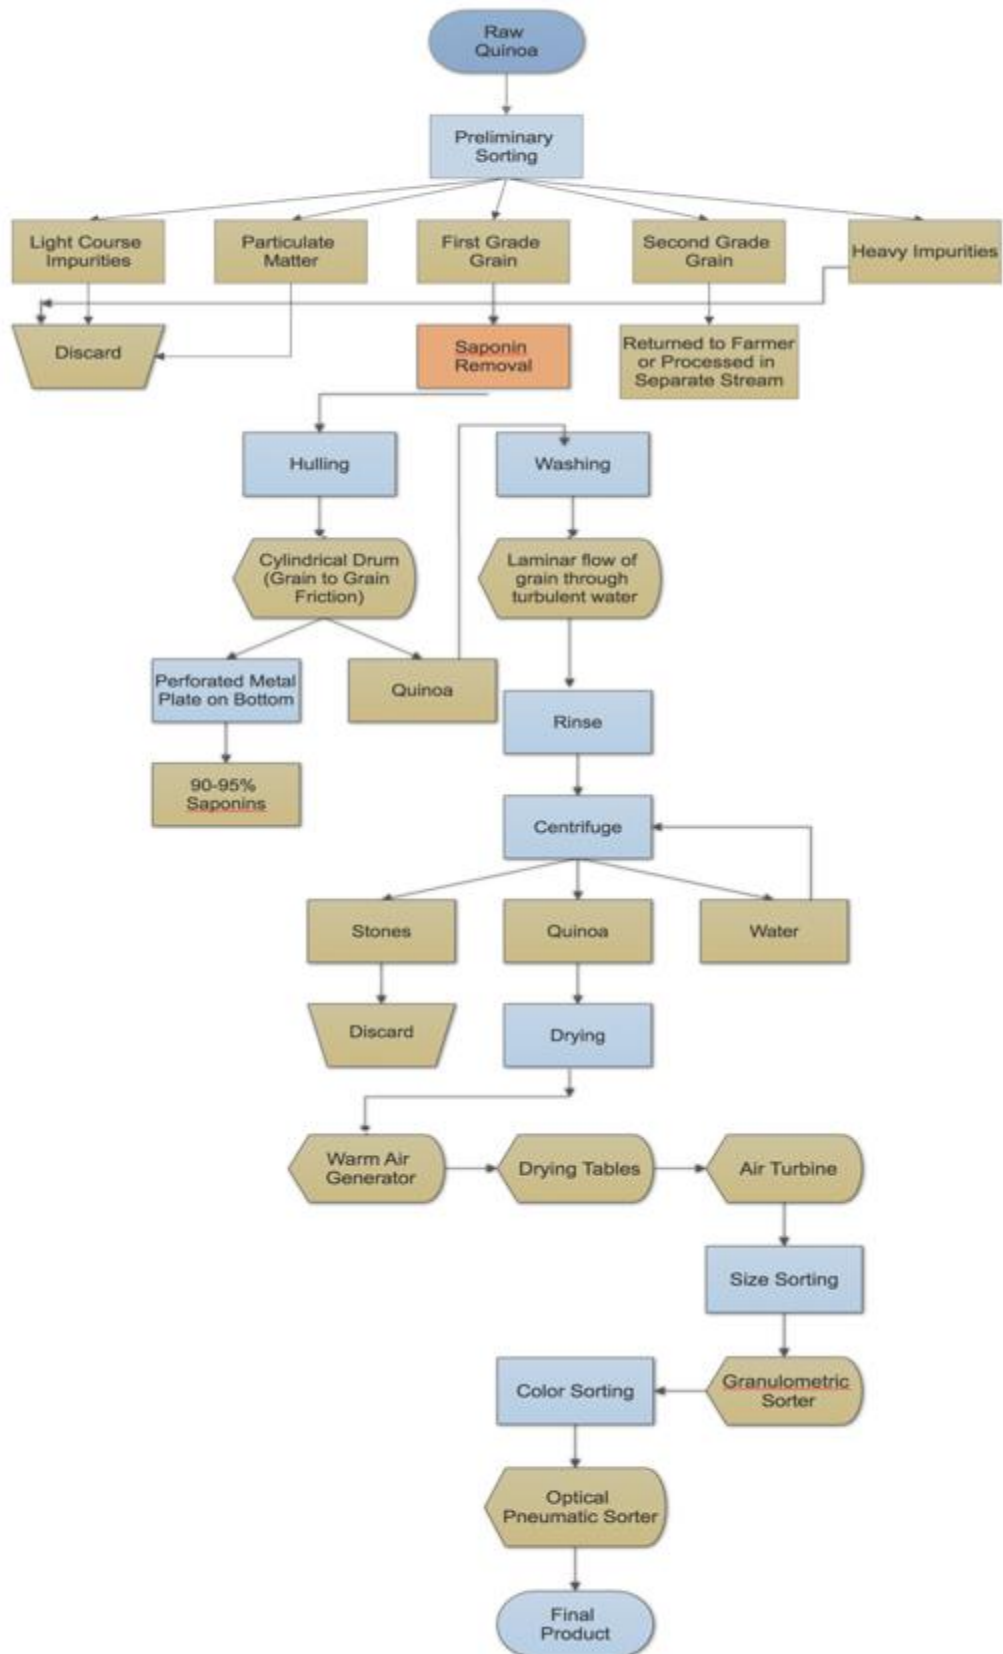 Raw
Quinoa
Preliminary
Sorting
Light Course
Impurities
Particulate
Matter
First Grade
Grain
Second Grade
Grain
Heavy Impurities
Discard
Saponin
Removal
Returned to Farmer
or Processed in
Separate Stream
Hulling
Washing
Cylindrical Drum
(Grain to Grain
Friction)
Laminar flow of
grain through
turbulent water
Perforated Metal
Plate on Bottom
Quinoa
Rinse
90-95%
Saponins
Centrifuge
Stones
Quinoa
Water
Discard
Drying
Warm Air
Generator
Drying Tables
Air Turbine
Size Sorting
Color Sorting
Granulometric
Sorter
Optical
Pneumatic Sorter
Final
Product